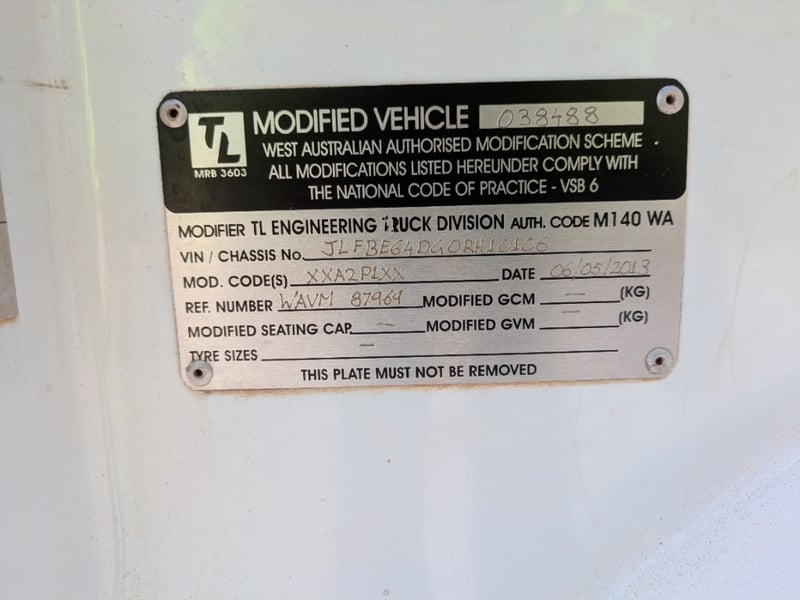 TL
MRB 3603
MODIFIED VEHICLE 038488
WEST AUSTRALIAN AUTHORISED MODIFICATION SCHEME
ALL MODIFICATIONS LISTED HEREUNDER COMPLY WITH
THE NATIONAL CODE OF PRACTICE - VSB 6
MODIFIER TL ENGINEERING TRUCK DIVISION AUTH. CODE M140 WA
VIN / CHASSIS No. JLFBE64DG0RH10106
MOD. CODE(S) XXA2P1XX DATE 06/05/2013
REF. NUMBER WAVM 87969 MODIFIED GCM — (KG)
MODIFIED SEATING CAP. — MODIFIED GVM — (KG)
TYRE SIZES —
THIS PLATE MUST NOT BE REMOVED